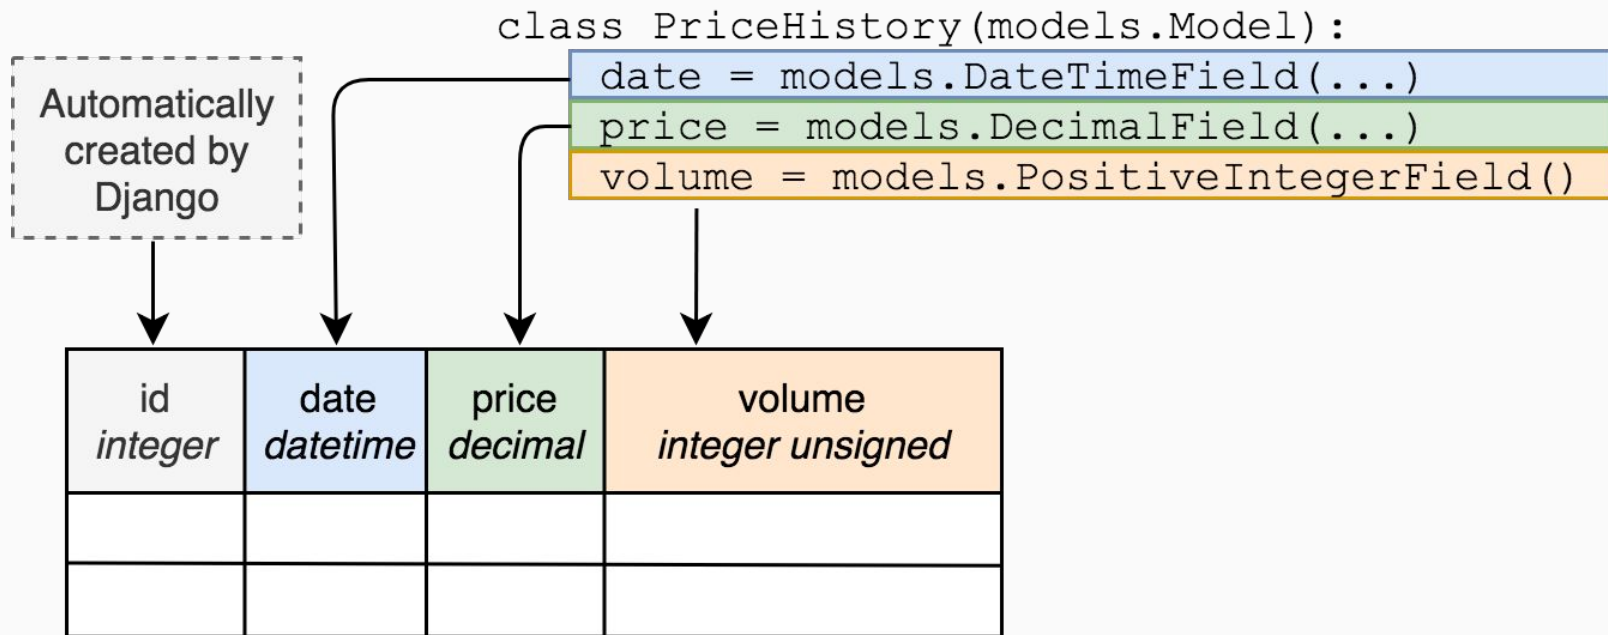 class PriceHistory(models.Model):
date = models.DateTimeField(...)
price = models.DecimalField(...)
volume = models.PositiveIntegerField()
Automatically
created by
Django
id
integer
date
datetime
price
decimal
volume
integer unsigned